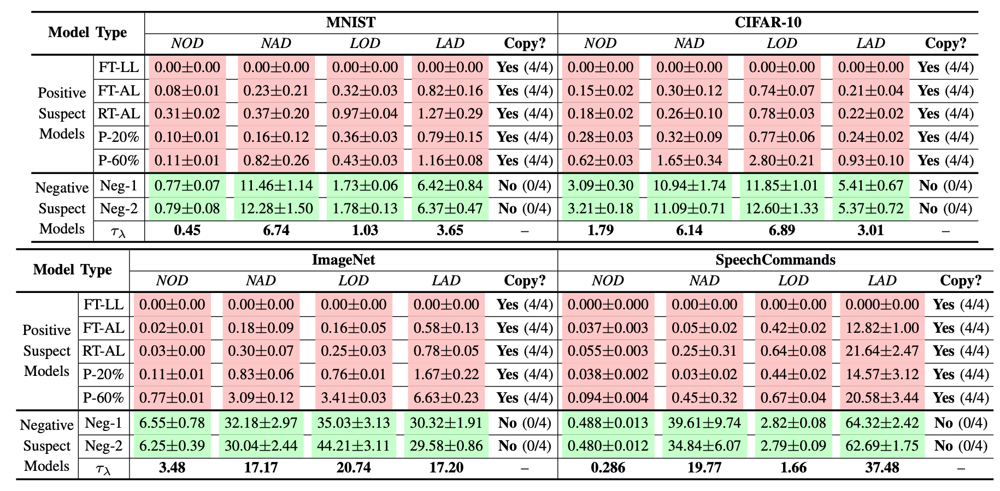 Model Type MNIST CIFAR-10
NOD NAD LOD LAD Copy? NOD NAD LOD LAD Copy?
Positive Suspect Models
FT-LL 0.00±0.00 0.00±0.00 0.00±0.00 0.00±0.00 Yes (4/4) 0.00±0.00 0.00±0.00 0.00±0.00 0.00±0.00 Yes (4/4)
FT-AL 0.08±0.01 0.23±0.21 0.32±0.03 0.82±0.16 Yes (4/4) 0.15±0.02 0.30±0.12 0.74±0.07 0.21±0.04 Yes (4/4)
RT-AL 0.31±0.02 0.37±0.20 0.97±0.04 1.27±0.29 Yes (4/4) 0.18±0.02 0.26±0.10 0.78±0.03 0.22±0.02 Yes (4/4)
P-20% 0.10±0.01 0.16±0.12 0.36±0.03 0.79±0.15 Yes (4/4) 0.28±0.03 0.32±0.09 0.77±0.06 0.24±0.02 Yes (4/4)
P-60% 0.11±0.01 0.82±0.26 0.43±0.03 1.16±0.08 Yes (4/4) 0.62±0.03 1.65±0.34 2.80±0.21 0.93±0.10 Yes (4/4)
Negative Suspect Models
Neg-1 0.77±0.07 11.46±1.14 1.73±0.06 6.42±0.84 No (0/4) 3.09±0.30 10.94±1.74 11.85±1.01 5.41±0.67 No (0/4)
Neg-2 0.79±0.08 12.28±1.50 1.78±0.13 6.37±0.47 No (0/4) 3.21±0.18 11.09±0.71 12.60±1.33 5.37±0.72 No (0/4)
τλ 0.45 6.74 1.03 3.65 – 1.79 6.14 6.89 3.01 –
Model Type ImageNet SpeechCommands
NOD NAD LOD LAD Copy? NOD NAD LOD LAD Copy?
Positive Suspect Models
FT-LL 0.00±0.00 0.00±0.00 0.00±0.00 0.00±0.00 Yes (4/4) 0.000±0.000 0.00±0.00 0.00±0.00 0.000±0.00 Yes (4/4)
FT-AL 0.02±0.01 0.18±0.09 0.16±0.05 0.58±0.13 Yes (4/4) 0.037±0.003 0.05±0.02 0.42±0.02 12.82±1.00 Yes (4/4)
RT-AL 0.03±0.00 0.30±0.07 0.25±0.03 0.78±0.05 Yes (4/4) 0.055±0.003 0.25±0.31 0.64±0.08 21.64±2.47 Yes (4/4)
P-20% 0.11±0.01 0.83±0.06 0.76±0.01 1.67±0.22 Yes (4/4) 0.038±0.002 0.03±0.02 0.44±0.02 14.57±3.12 Yes (4/4)
P-60% 0.77±0.01 3.09±0.12 3.41±0.03 6.63±0.23 Yes (4/4) 0.094±0.004 0.45±0.32 0.67±0.04 20.58±3.44 Yes (4/4)
Negative Suspect Models
Neg-1 6.55±0.78 32.18±2.97 35.03±3.13 30.32±1.91 No (0/4) 0.488±0.013 39.61±9.74 2.82±0.08 64.32±2.42 No (0/4)
Neg-2 6.25±0.39 30.04±2.44 44.21±3.11 29.58±0.86 No (0/4) 0.480±0.012 34.84±6.07 2.79±0.09 62.69±1.75 No (0/4)
τλ 3.48 17.17 20.74 17.20 – 0.286 19.77 1.66 37.48 –